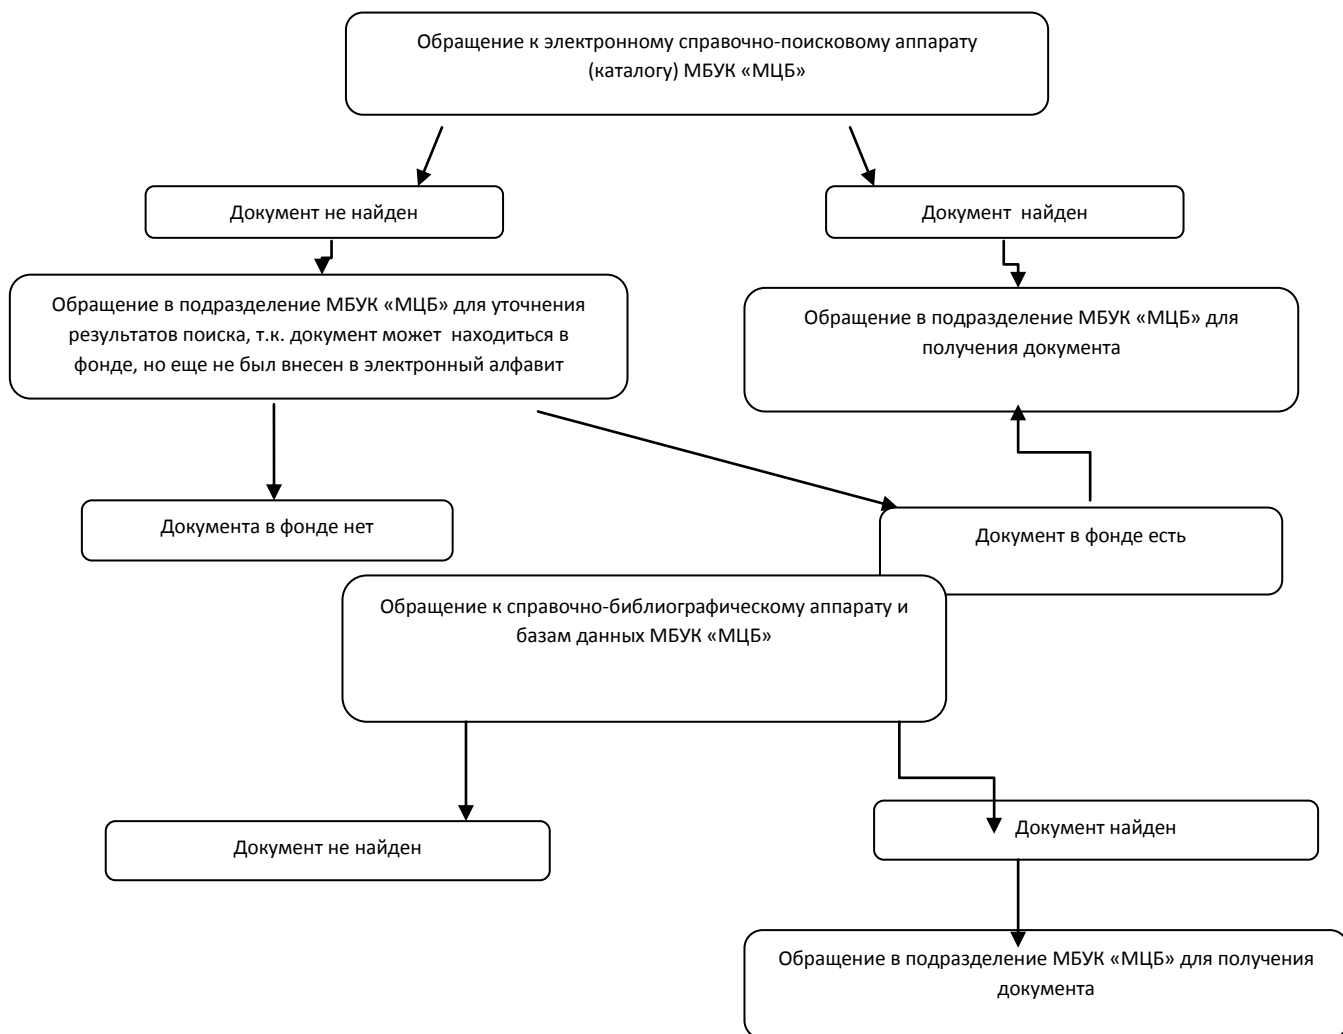 Обращение к электронному справочно-поисковому аппарату
(каталогу) МБУК «МЦБ»
Документ не найден
Документ  найден
Обращение в подразделение МБУК «МЦБ» для уточнения
результатов поиска, т.к. документ может  находиться в
фонде, но еще не был внесен в электронный алфавит
Обращение в подразделение МБУК «МЦБ» для
получения документа
Документа в фонде нет
Документ в фонде есть
Обращение к справочно-библиографическому аппарату и
базам данных МБУК «МЦБ»
Документ не найден
Документ найден
Обращение в подразделение МБУК «МЦБ» для получения
документа